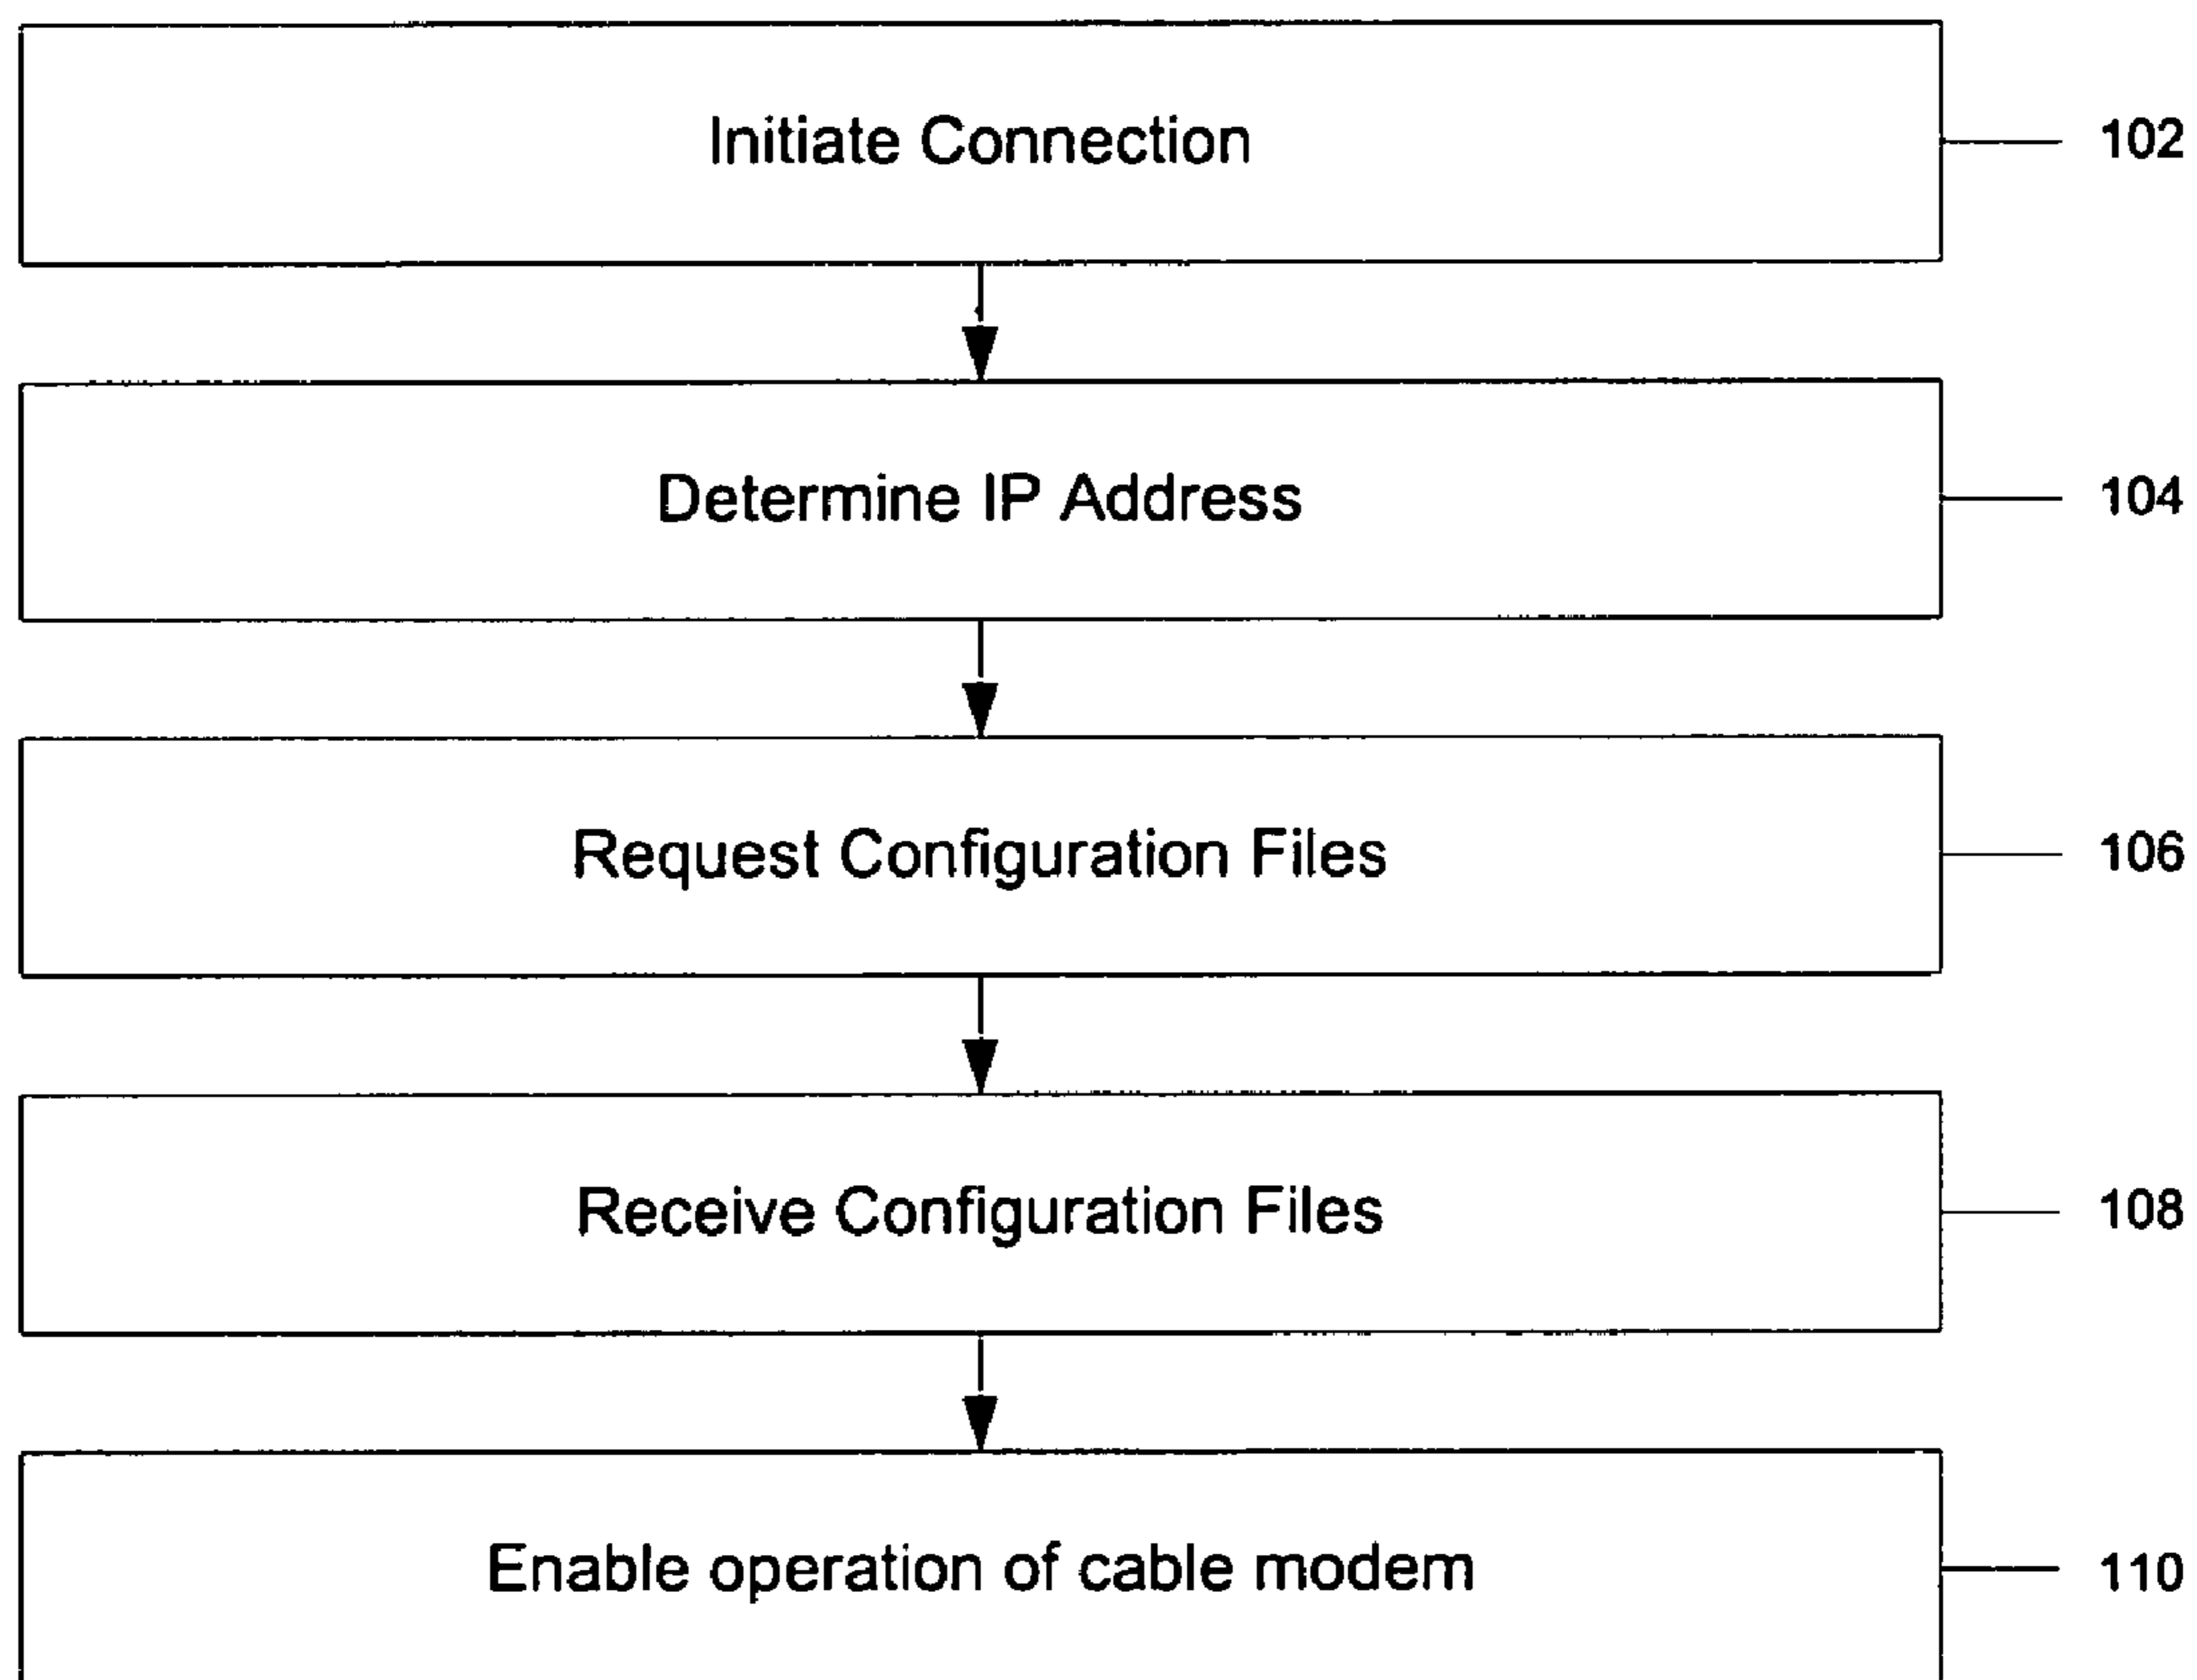 Initiate Connection
102
Determine IP Address
104
Request Configuration Files
106
Receive Configuration Files
108
Enable operation of cable modem
110